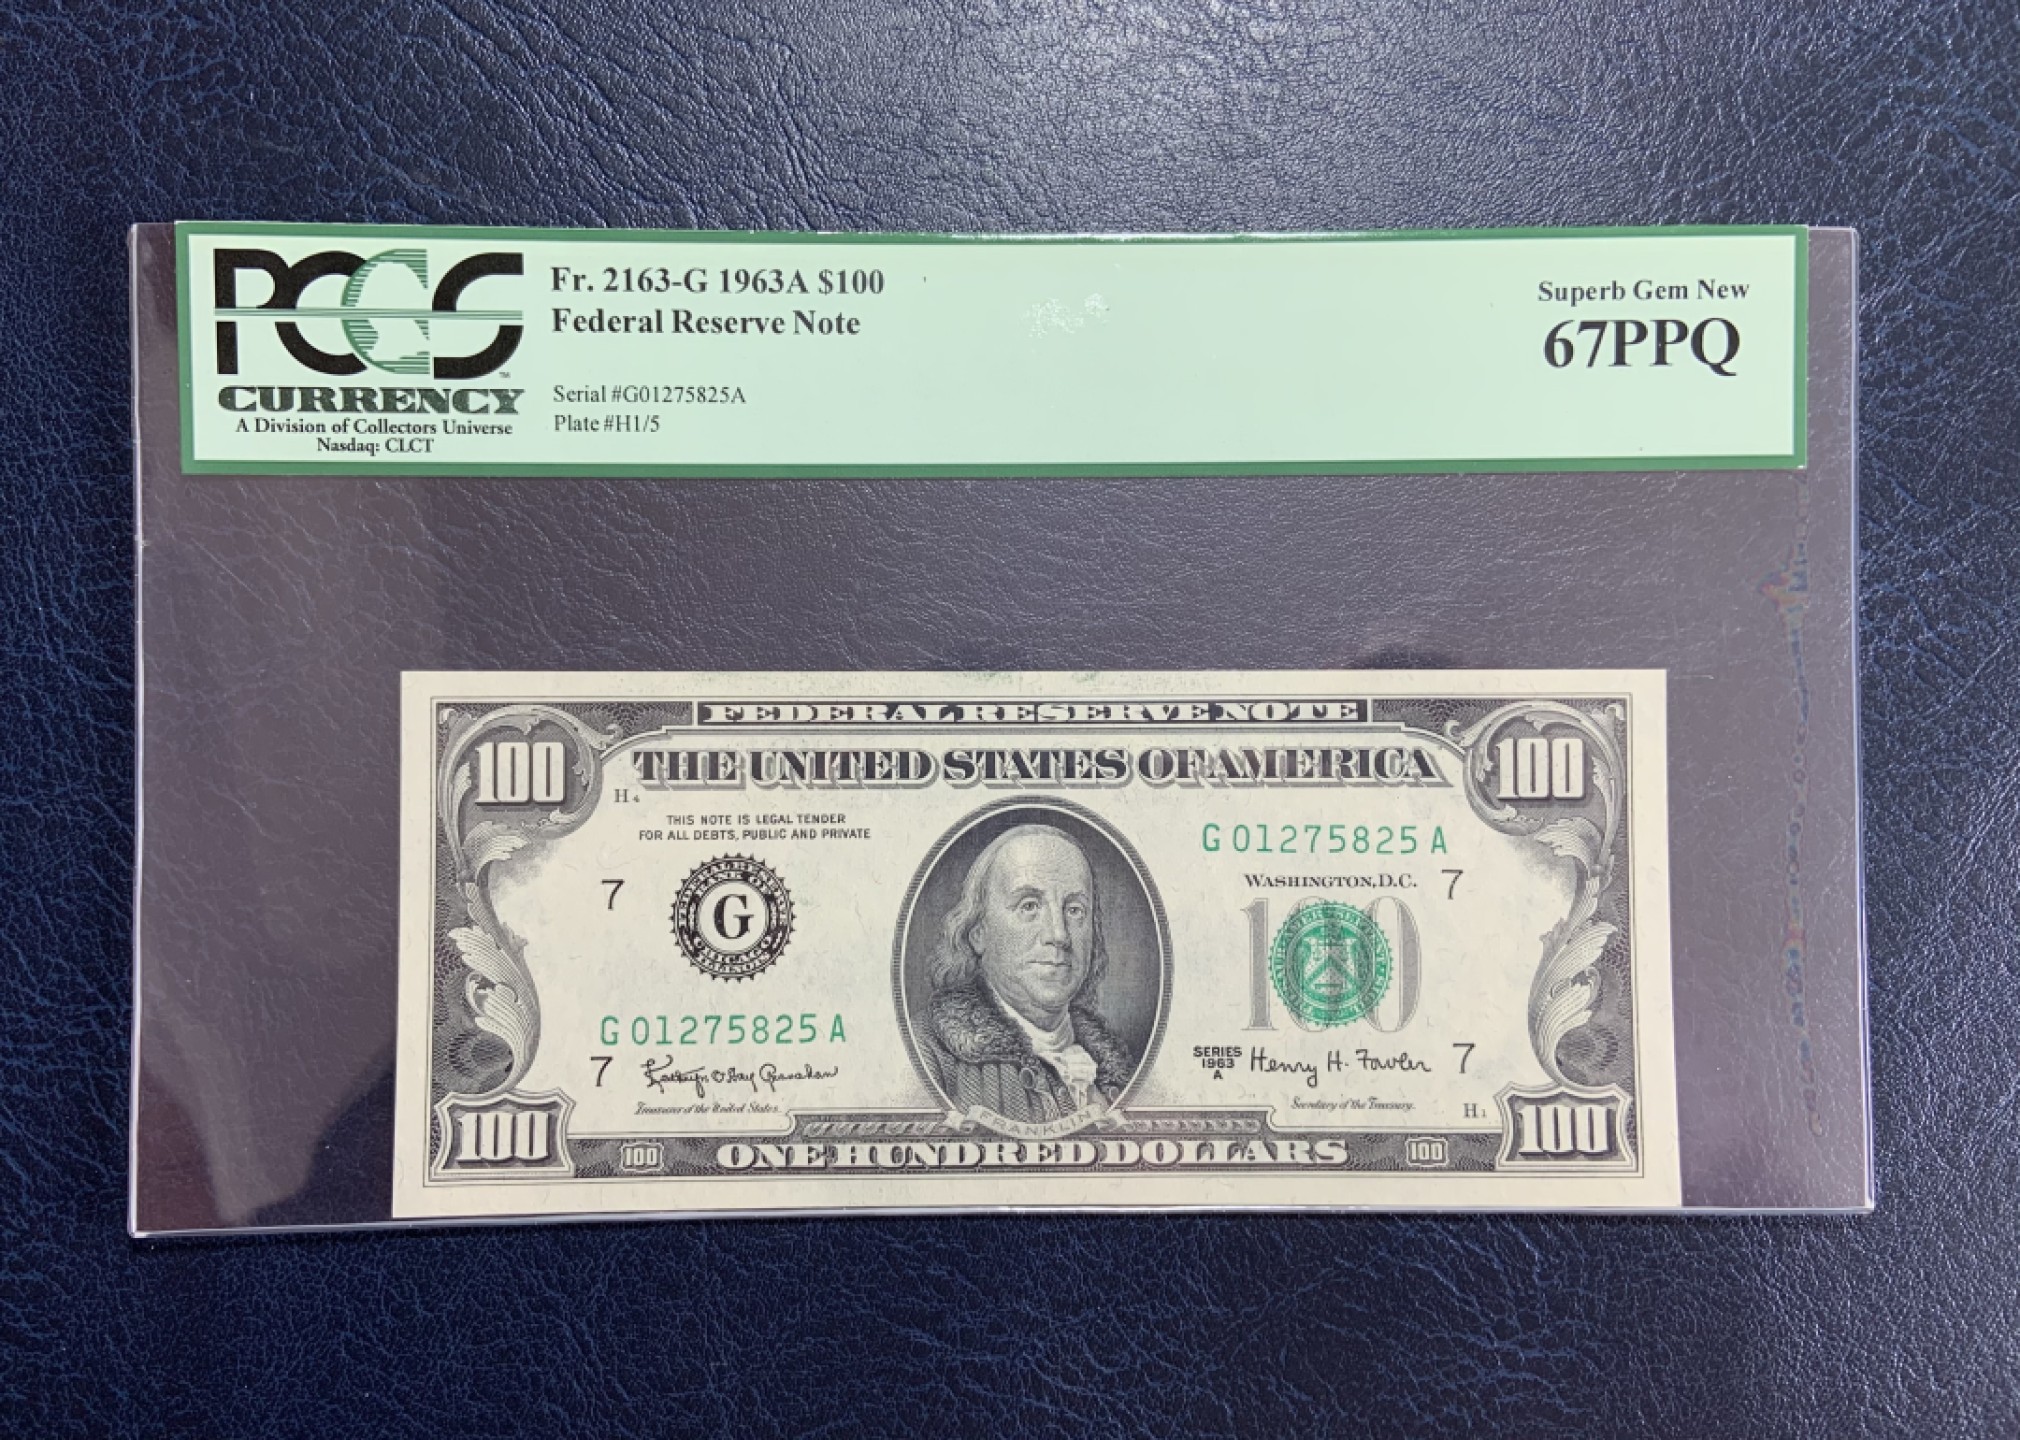 PCGS
CURRENCY
A Division of Collectors Universe
Nasdaq: CLCT
Fr. 2163-G 1963A $100
Federal Reserve Note
Serial #G01275825A
Plate #H1/5
Superb Gem New
67PPQ
FEDERAL RESERVE NOTE
THE UNITED STATES OF AMERICA
100
100
H4
THIS NOTE IS LEGAL TENDER
FOR ALL DEBTS, PUBLIC AND PRIVATE
G 01275825 A
WASHINGTON, D.C.
7
7
G
100
G 01275825 A
7
Treasurer of the United States.
SERIES
1963
A
Henry H. Fowler
7
Secretary of the Treasury.
H1
FRANKLIN
100
100
ONE HUNDRED DOLLARS
100
100